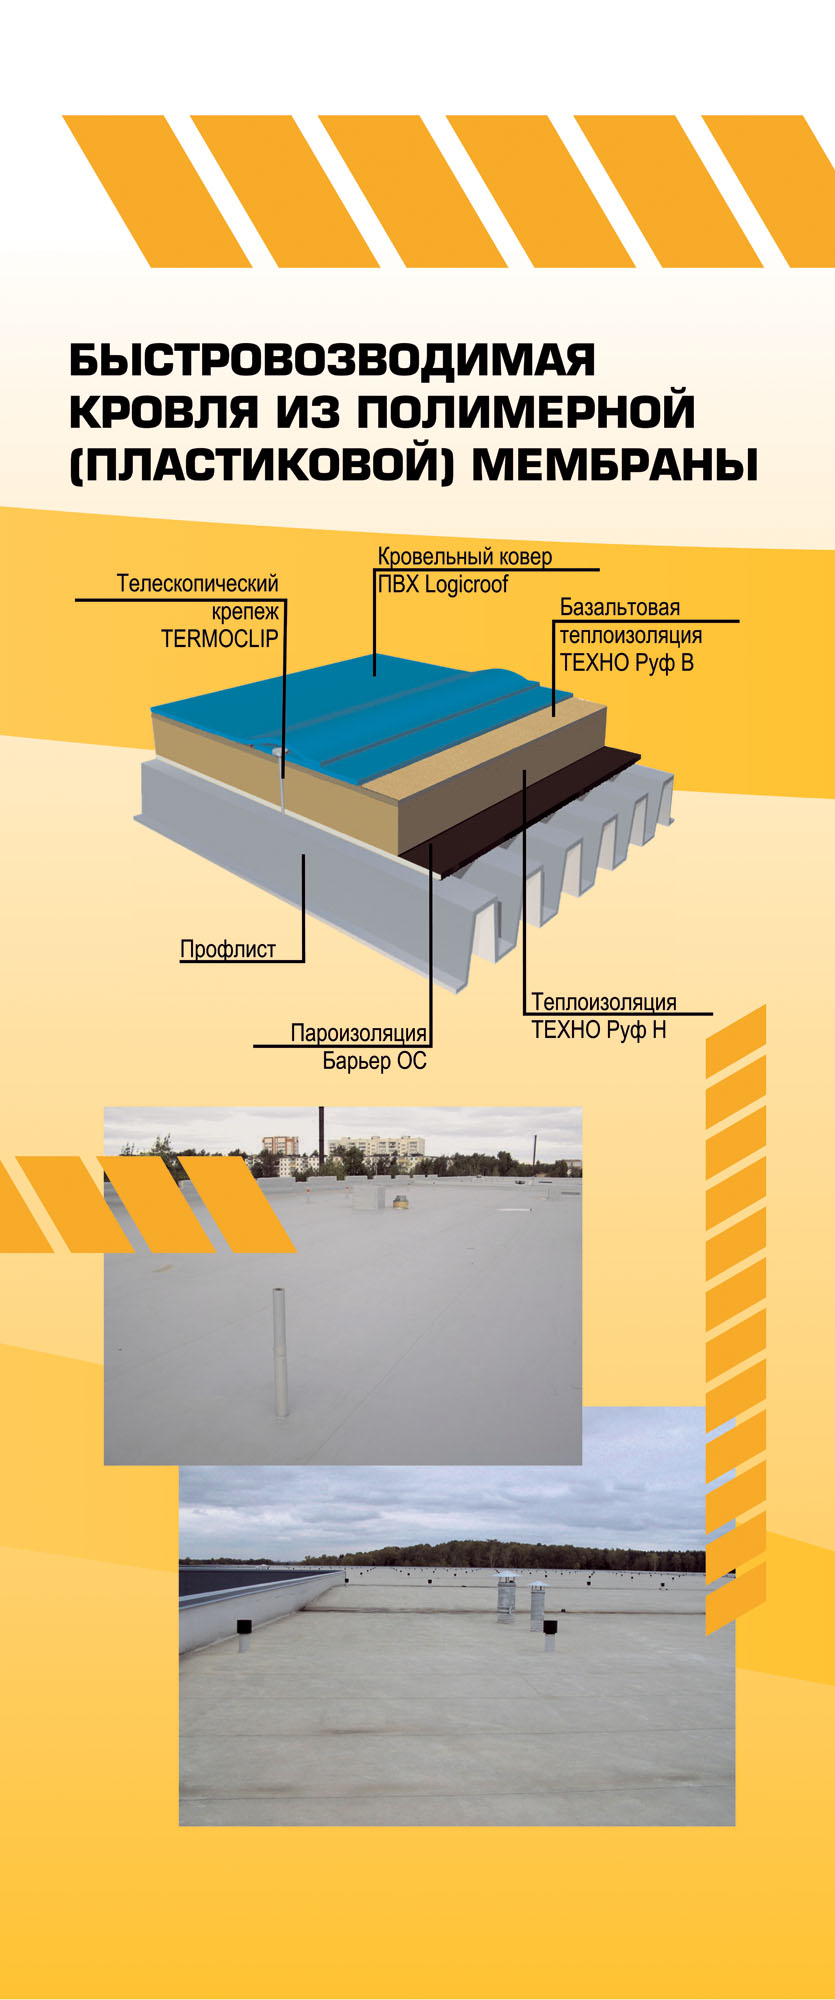 БЫСТРОВОЗВОДИМАЯ
КРОВЛЯ ИЗ ПОЛИМЕРНОЙ
(ПЛАСТИКОВОЙ) МЕМБРАНЫ
Кровельный ковер
ПВХ Logicroof
Телескопический
крепеж
TERMOCLIP
Базальтовая
теплоизоляция
ТЕХНО Руф В
Профлист
Теплоизоляция
ТЕХНО Руф Н
Пароизоляция
Барьер ОС